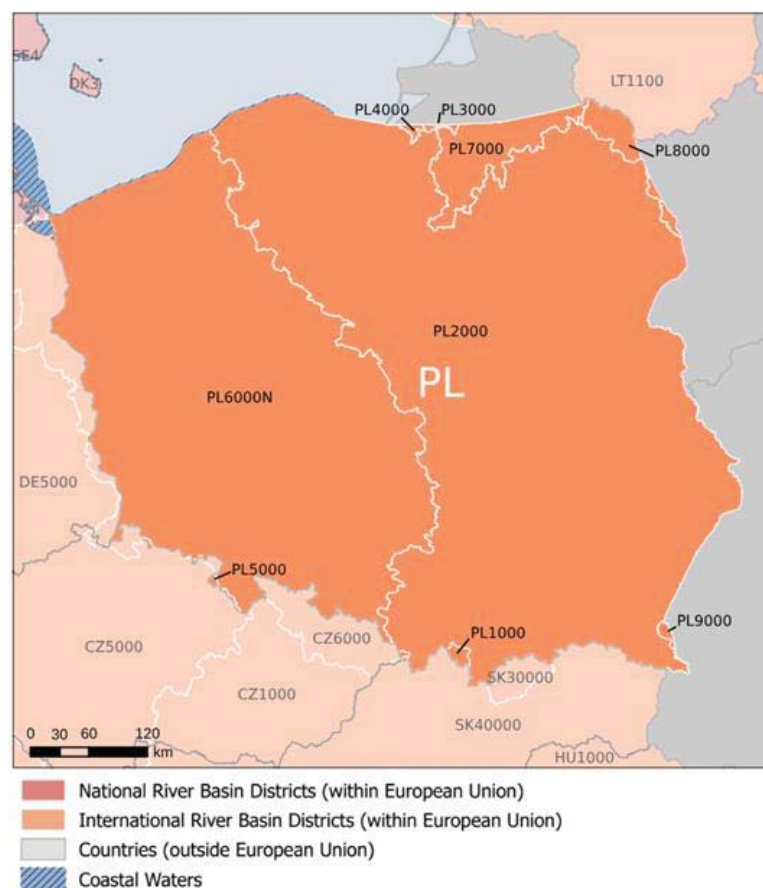 SE4
DK3
LT1100
PL4000
PL3000
PL7000
PL8000
PL2000
PL
PL6000N
DE5000
PL5000
PL9000
PL1000
CZ6000
CZ5000
SK30000
CZ1000
SK40000
HU1000
0 30 60 120
km
National River Basin Districts (within European Union)
International River Basin Districts (within European Union)
Countries (outside European Union)
Coastal Waters